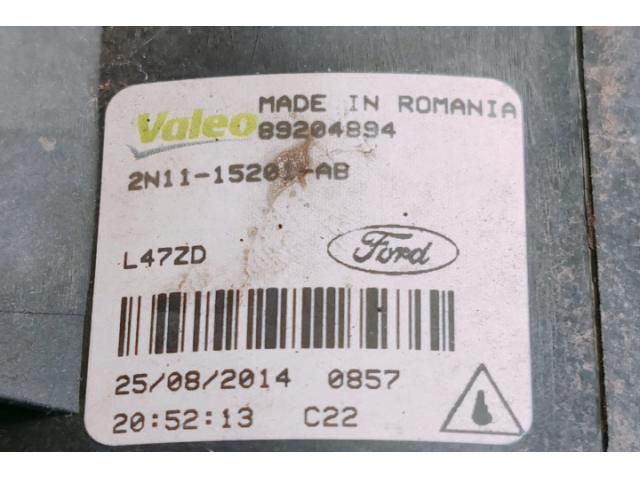 Valeo MADE IN ROMANIA
89204894
2N11-15201-AB
L47ZD Ford
25/08/2014 0857
20:52:13 C22